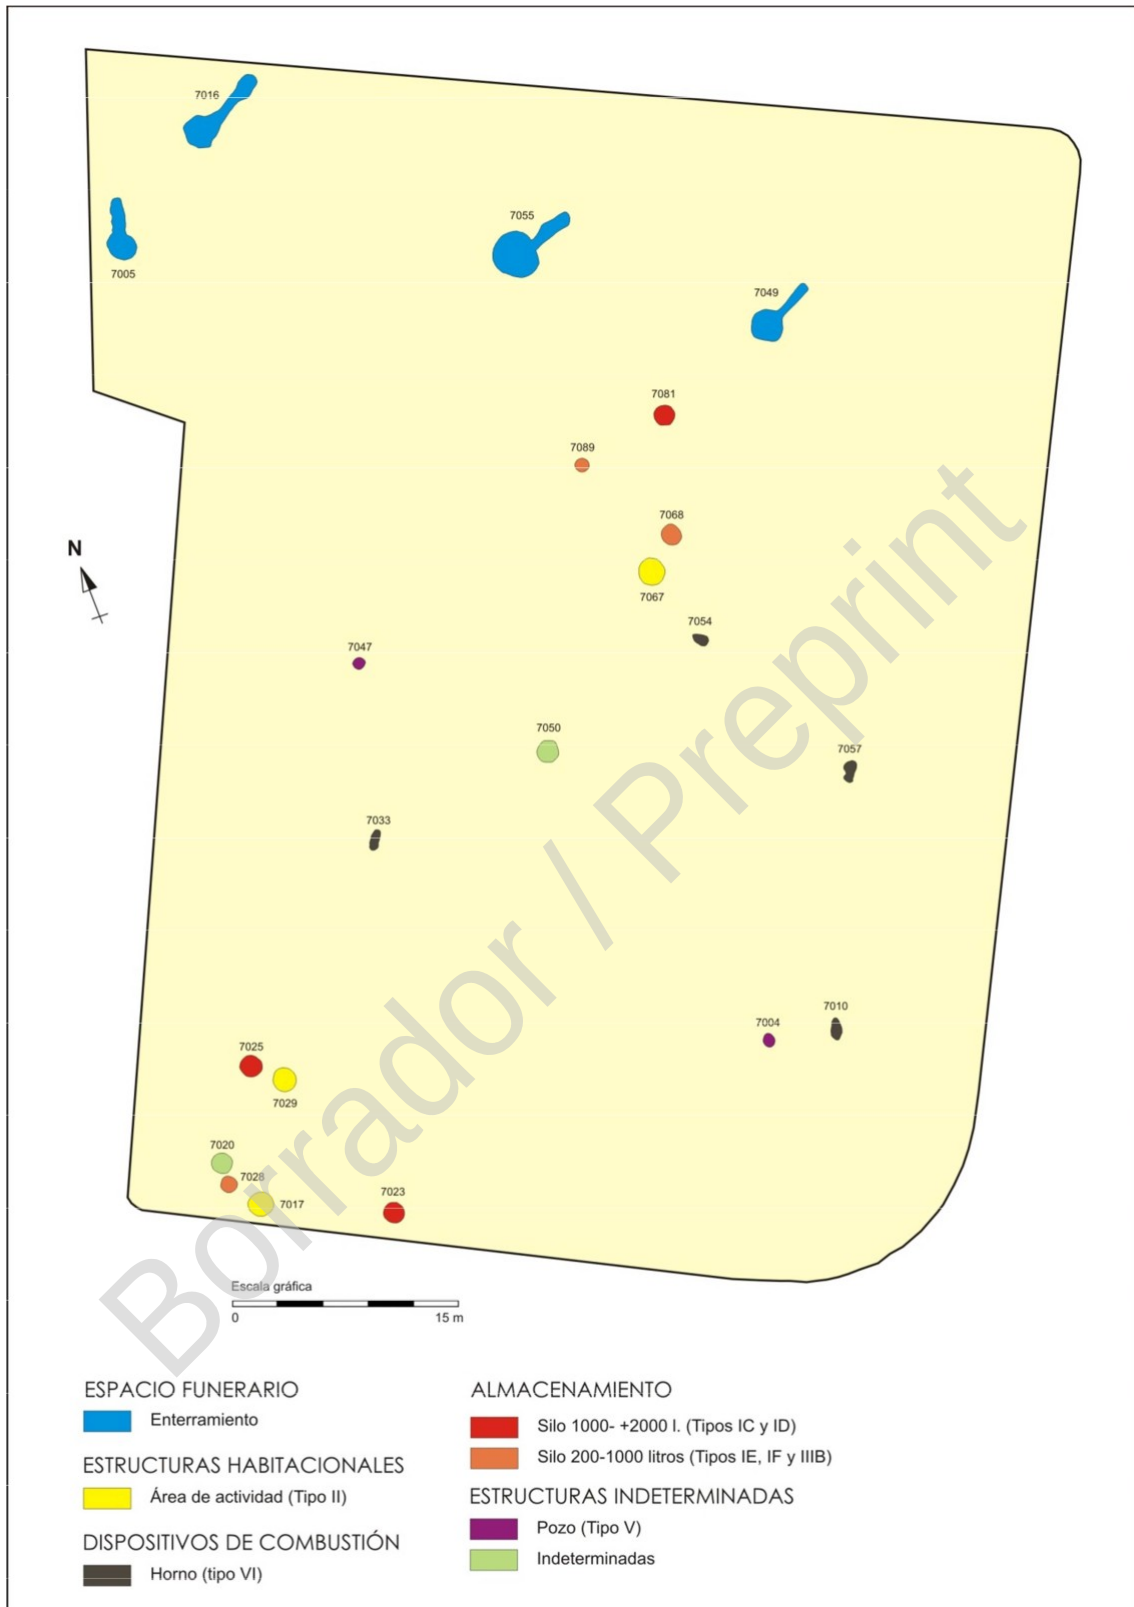 7016
7055
7005
7049
7081
7089
7068
7067
N
7054
7047
7050
7057
7033
7004
7010
7025
7029
7020
7028
7017
7023
Borrador / Preprint
Escala gráfica
0 15 m
ESPACIO FUNERARIO
Enterramiento
ESTRUCTURAS HABITACIONALES
Área de actividad (Tipo II)
DISPOSITIVOS DE COMBUSTIÓN
Horno (tipo VI)
ALMACENAMIENTO
Silo 1000- +2000 l. (Tipos IC y ID)
Silo 200-1000 litros (Tipos IE, IF y IIIB)
ESTRUCTURAS INDETERMINADAS
Pozo (Tipo V)
Indeterminadas